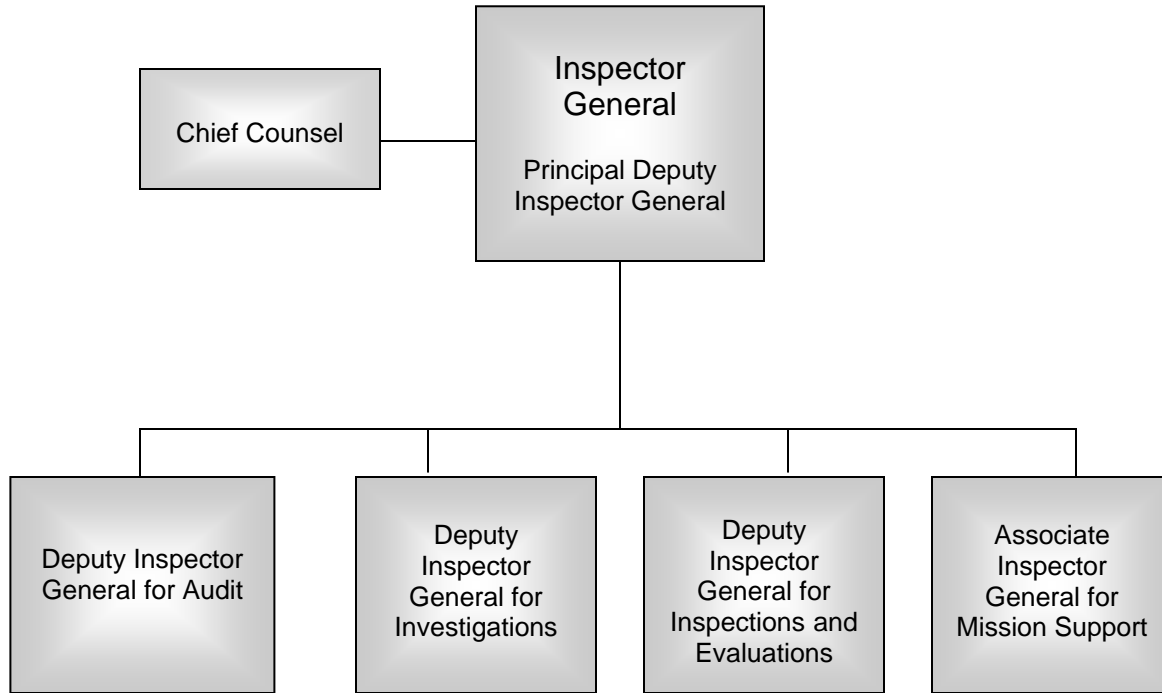 Inspector
General
Principal Deputy
Inspector General
Chief Counsel
Deputy Inspector
General for Audit
Deputy
Inspector
General for
Investigations
Deputy
Inspector
General for
Inspections and
Evaluations
Associate
Inspector
General for
Mission Support